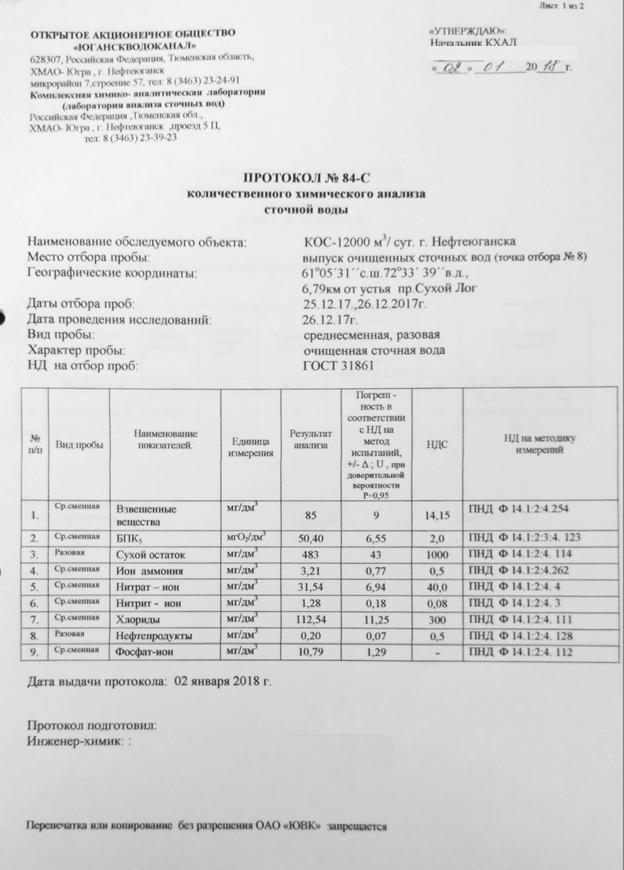 Лист 1 из 2
ОТКРЫТОЕ АКЦИОНЕРНОЕ ОБЩЕСТВО
«ЮГАНСКВОДОКАНАЛ»
628307, Российская Федерация, Тюменская область,
ХМАО- Югра , г. Нефтеюганск
микрорайон 7,строение 57, тел: 8 (3463) 23-24-91
Комплексная химико- аналитическая лаборатория
(лаборатория анализа сточных вод)
Российская Федерация ,Тюменская обл.,
ХМАО- Югра , г. Нефтеюганск ,проезд 5 П,
тел: 8 (3463) 23-39-23
«УТВЕРЖДАЮ»:
Начальник КХАЛ
« 02 » 01 2018 г.
ПРОТОКОЛ № 84-С
количественного химического анализа
сточной воды
Наименование обследуемого объекта: КОС-12000 м³/ сут. г. Нефтеюганска
Место отбора пробы: выпуск очищенных сточных вод (точка отбора № 8)
Географические координаты: 61°05´31´´с.ш.72°33´ 39´´в.д.,
6,79км от устья пр.Сухой Лог
Даты отбора проб: 25.12.17.,26.12.2017г.
Дата проведения исследований: 26.12.17г.
Вид пробы: среднесменная, разовая
Характер пробы: очищенная сточная вода
НД на отбор проб: ГОСТ 31861
№ п/п Вид пробы Наименование показателей. Единица измерения Результат анализа Погреш - ность в соответствии с НД на метод испытаний, +/- Δ ; U , при доверительной вероятности P=0,95 НДС НД на методику измерений
1. Ср.сменная Взвешенные вещества мг/дм³ 85 9 14,15 ПНД Ф 14.1:2:4.254
2. Ср.сменная БПК₅ мгО₂/дм³ 50,40 6,55 2,0 ПНД Ф 14.1:2:3:4. 123
3. Разовая Сухой остаток мг/дм³ 483 43 1000 ПНД Ф 14.1:2:4. 114
4. Ср.сменная Ион аммония мг/дм³ 3,21 0,77 0,5 ПНД Ф 14.1:2:4.262
5. Ср.сменная Нитрат – ион мг/дм³ 31,54 6,94 40,0 ПНД Ф 14.1:2:4. 4
6. Ср.сменная Нитрит - ион мг/дм³ 1,28 0,18 0,08 ПНД Ф 14.1:2:4. 3
7. Ср.сменная Хлориды мг/дм³ 112,54 11,25 300 ПНД Ф 14.1:2:4. 111
8. Разовая Нефтепродукты мг/дм³ 0,20 0,07 0,5 ПНД Ф 14.1:2:4. 128
9. Ср.сменная Фосфат-ион мг/дм³ 10,79 1,29 - ПНД Ф 14.1:2:4. 112
Дата выдачи протокола: 02 января 2018 г.
Протокол подготовил:
Инженер-химик: :
Перепечатка или копирование без разрешения ОАО «ЮВК» запрещается